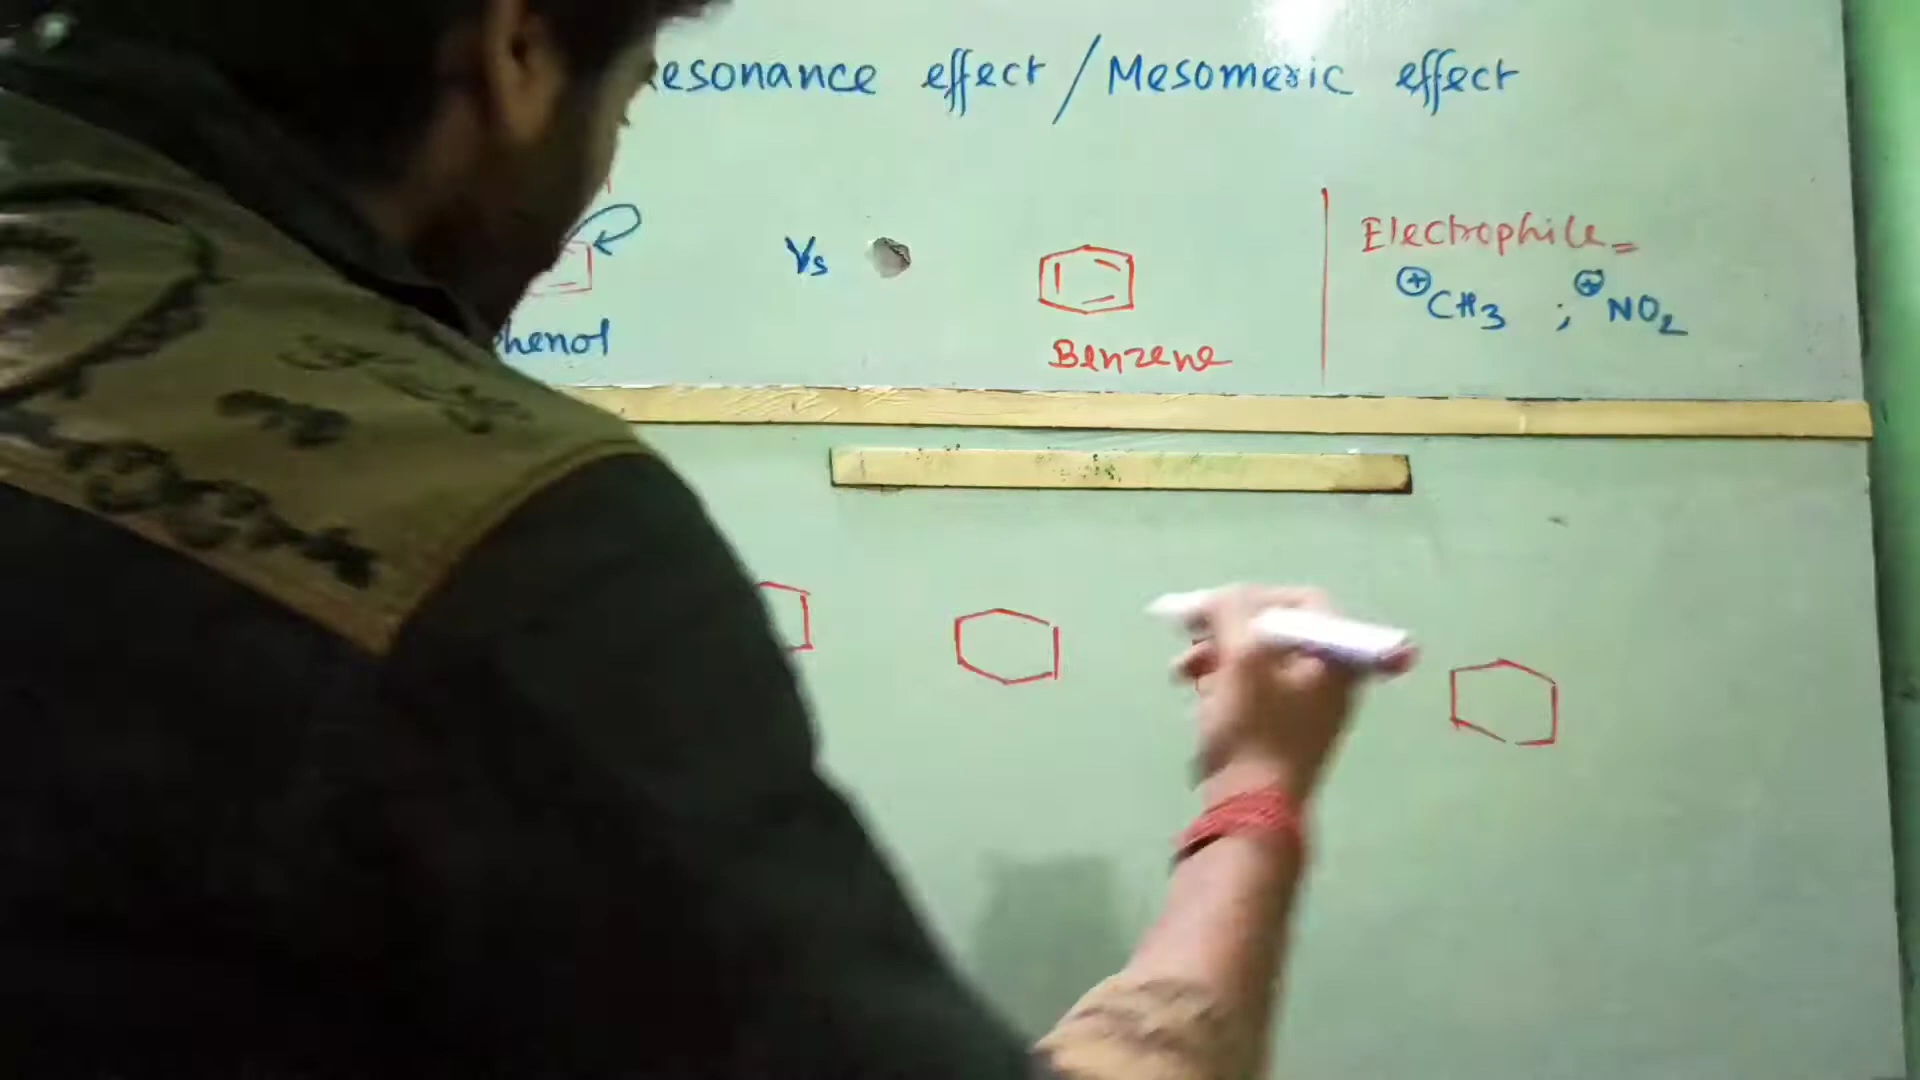 esonance effect / Mesomeric effect
Vs
Electrophile =
⊕CH3 ; ⊕NO2
henol
Benzene